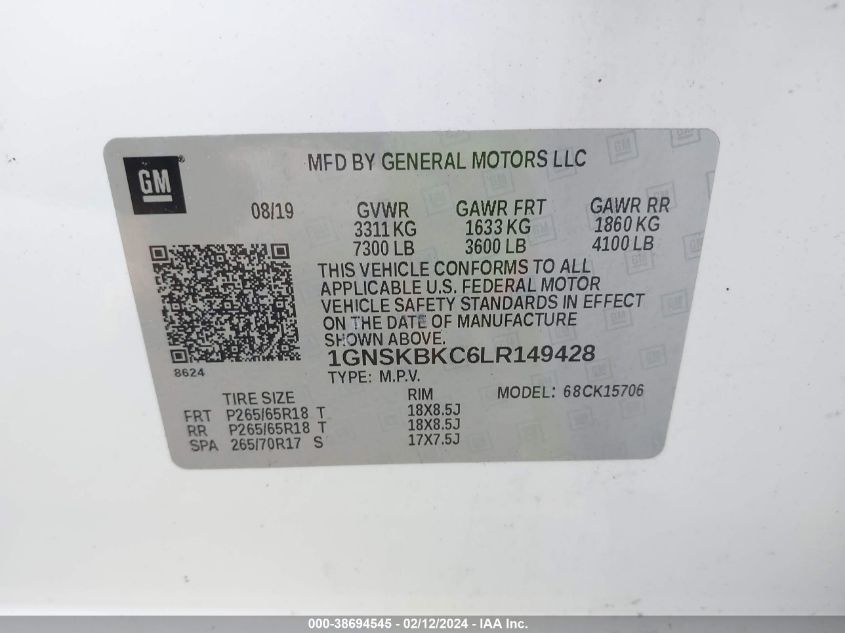 GM
MFD BY GENERAL MOTORS LLC
08/19 GVWR GAWR FRT GAWR RR
3311 KG 1633 KG 1860 KG
7300 LB 3600 LB 4100 LB
THIS VEHICLE CONFORMS TO ALL
APPLICABLE U.S. FEDERAL MOTOR
VEHICLE SAFETY STANDARDS IN EFFECT
ON THE DATE OF MANUFACTURE
SHOWN ABOVE.
1GNSKBKC6LR149428
8624
TYPE: M.P.V.
TIRE SIZE RIM MODEL: 68CK15706
FRT P265/65R18 T 18X8.5J
RR P265/65R18 T 18X8.5J
SPA 265/70R17 S 17X7.5J
000-38694545 - 02/12/2024 - IAA Inc.